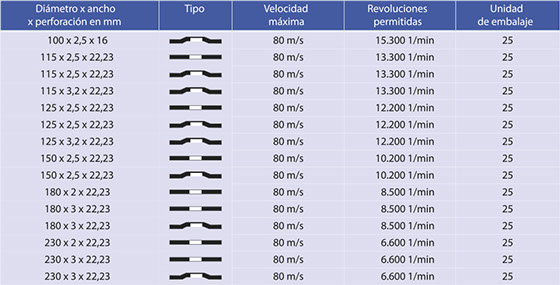 Diámetro x ancho x perforación en mm Tipo Velocidad máxima Revoluciones permitidas Unidad de embalaje
100 x 2,5 x 16 80 m/s 15.300 1/min 25
115 x 2,5 x 22,23 80 m/s 13.300 1/min 25
115 x 2,5 x 22,23 80 m/s 13.300 1/min 25
115 x 3,2 x 22,23 80 m/s 13.300 1/min 25
125 x 2,5 x 22,23 80 m/s 12.200 1/min 25
125 x 2,5 x 22,23 80 m/s 12.200 1/min 25
125 x 3,2 x 22,23 80 m/s 12.200 1/min 25
150 x 2,5 x 22,23 80 m/s 10.200 1/min 25
150 x 2,5 x 22,23 80 m/s 10.200 1/min 25
180 x 2 x 22,23 80 m/s 8.500 1/min 25
180 x 3 x 22,23 80 m/s 8.500 1/min 25
180 x 3 x 22,23 80 m/s 8.500 1/min 25
230 x 2 x 22,23 80 m/s 6.600 1/min 25
230 x 3 x 22,23 80 m/s 6.600 1/min 25
230 x 3 x 22,23 80 m/s 6.600 1/min 25